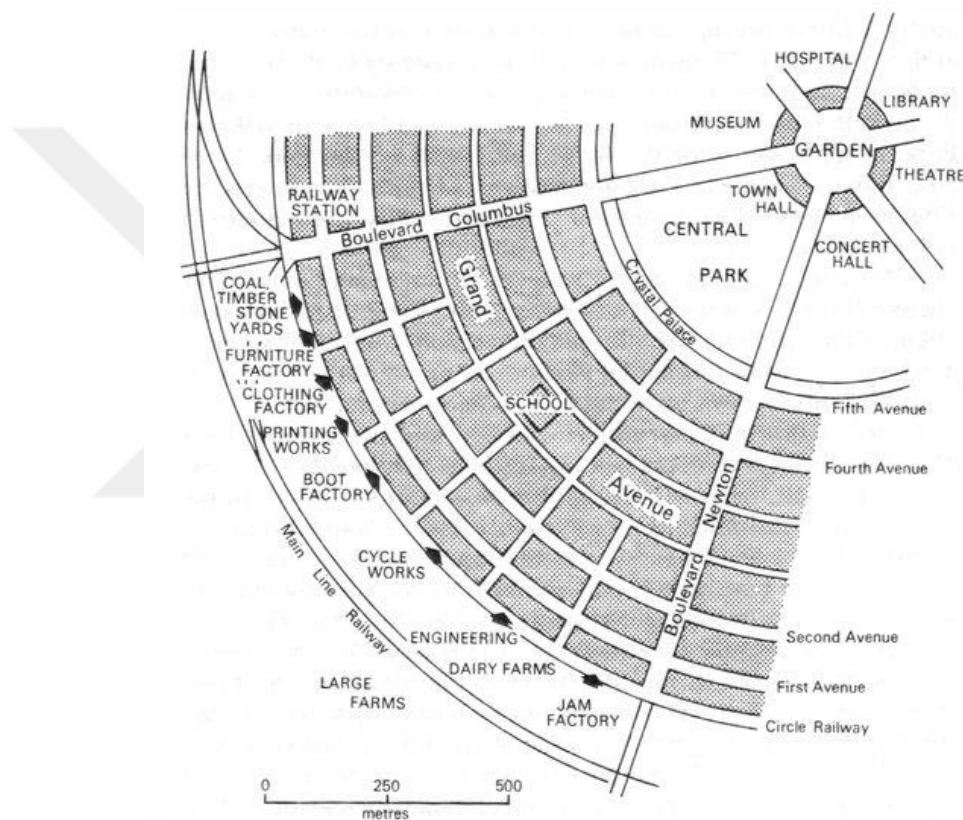 HOSPITAL
LIBRARY
MUSEUM
GARDEN
THEATRE
TOWN
HALL
CONCERT
HALL
CENTRAL
PARK
RAILWAY
STATION
Boulevard Columbus
Grand
Crystal Palace
COAL,
TIMBER
STONE
YARDS
FURNITURE
FACTORY
CLOTHING
FACTORY
PRINTING
WORKS
BOOT
FACTORY
SCHOOL
Avenue
Newton
Boulevard
Fifth Avenue
Fourth Avenue
CYCLE
WORKS
Main Line Railway
ENGINEERING
DAIRY FARMS
LARGE
FARMS
JAM
FACTORY
Second Avenue
First Avenue
Circle Railway
0 250 500
metres